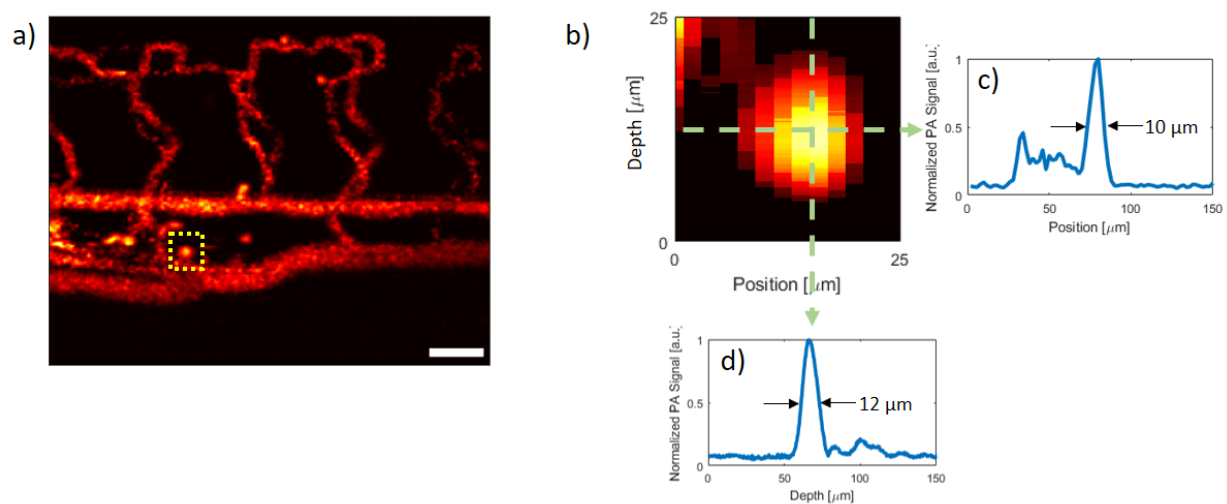 a)
b)
25
Depth [μm]
0
0
25
Position [μm]
c)
Normalized PA Signal [a.u.]
1
0.5
0
10 μm
0
50
100
150
Position [μm]
d)
Normalized PA Signal [a.u.]
1
0.5
0
12 μm
0
50
100
150
Depth [μm]